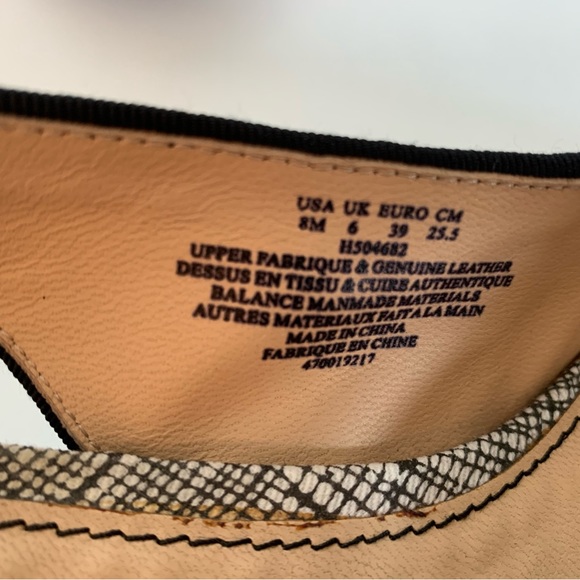 USA UK EURO CM
8M 6 39 25.5
H504682
UPPER FABRIQUE & GENUINE LEATHER
DESSUS EN TISSU & CUIRE AUTHENTIQUE
BALANCE MANMADE MATERIALS
AUTRES MATERIAUX FAIT A LA MAIN
MADE IN CHINA
FABRIQUE EN CHINE
470019217